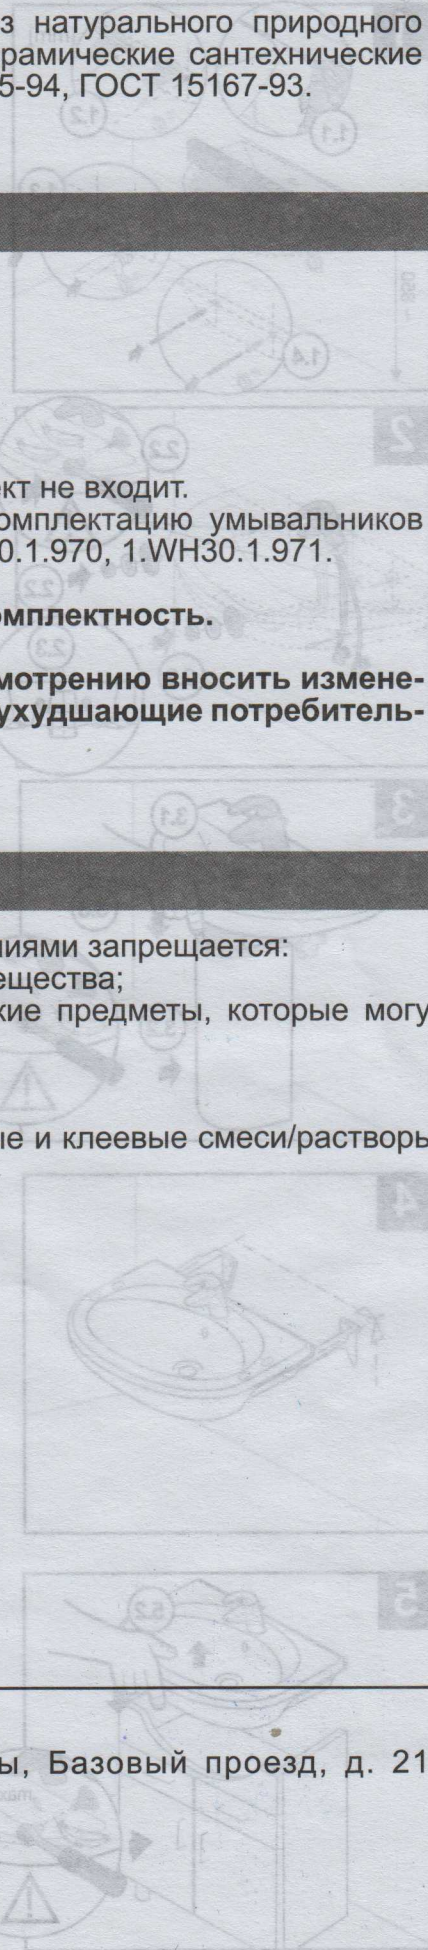 з натурального природного
рамические сантехнические
5-94, ГОСТ 15167-93.
кт не входит.
омплектацию умывальников
0.1.970, 1.WH30.1.971.
омплектность.
мотрению вносить измене-
ухудшающие потребитель-
ниями запрещается:
ещества;
кие предметы, которые могу
ые и клеевые смеси/растворы
ы, Базовый проезд, д. 21